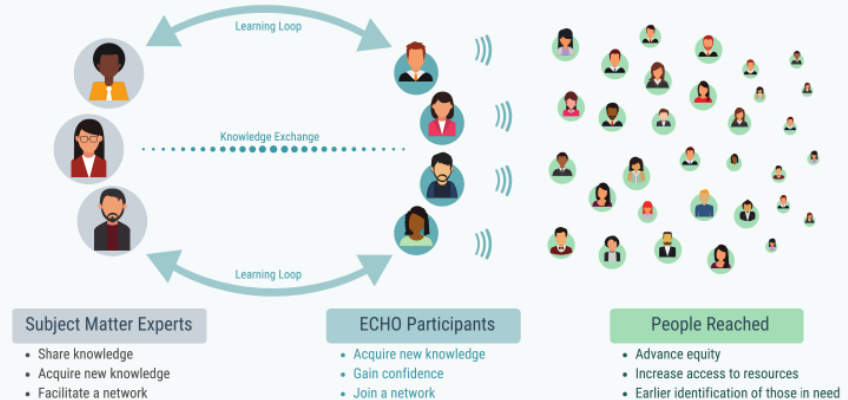 Learning Loop
Knowledge Exchange
Learning Loop
Subject Matter Experts
• Share knowledge
• Acquire new knowledge
• Facilitate a network
ECHO Participants
• Acquire new knowledge
• Gain confidence
• Join a network
People Reached
• Advance equity
• Increase access to resources
• Earlier identification of those in need